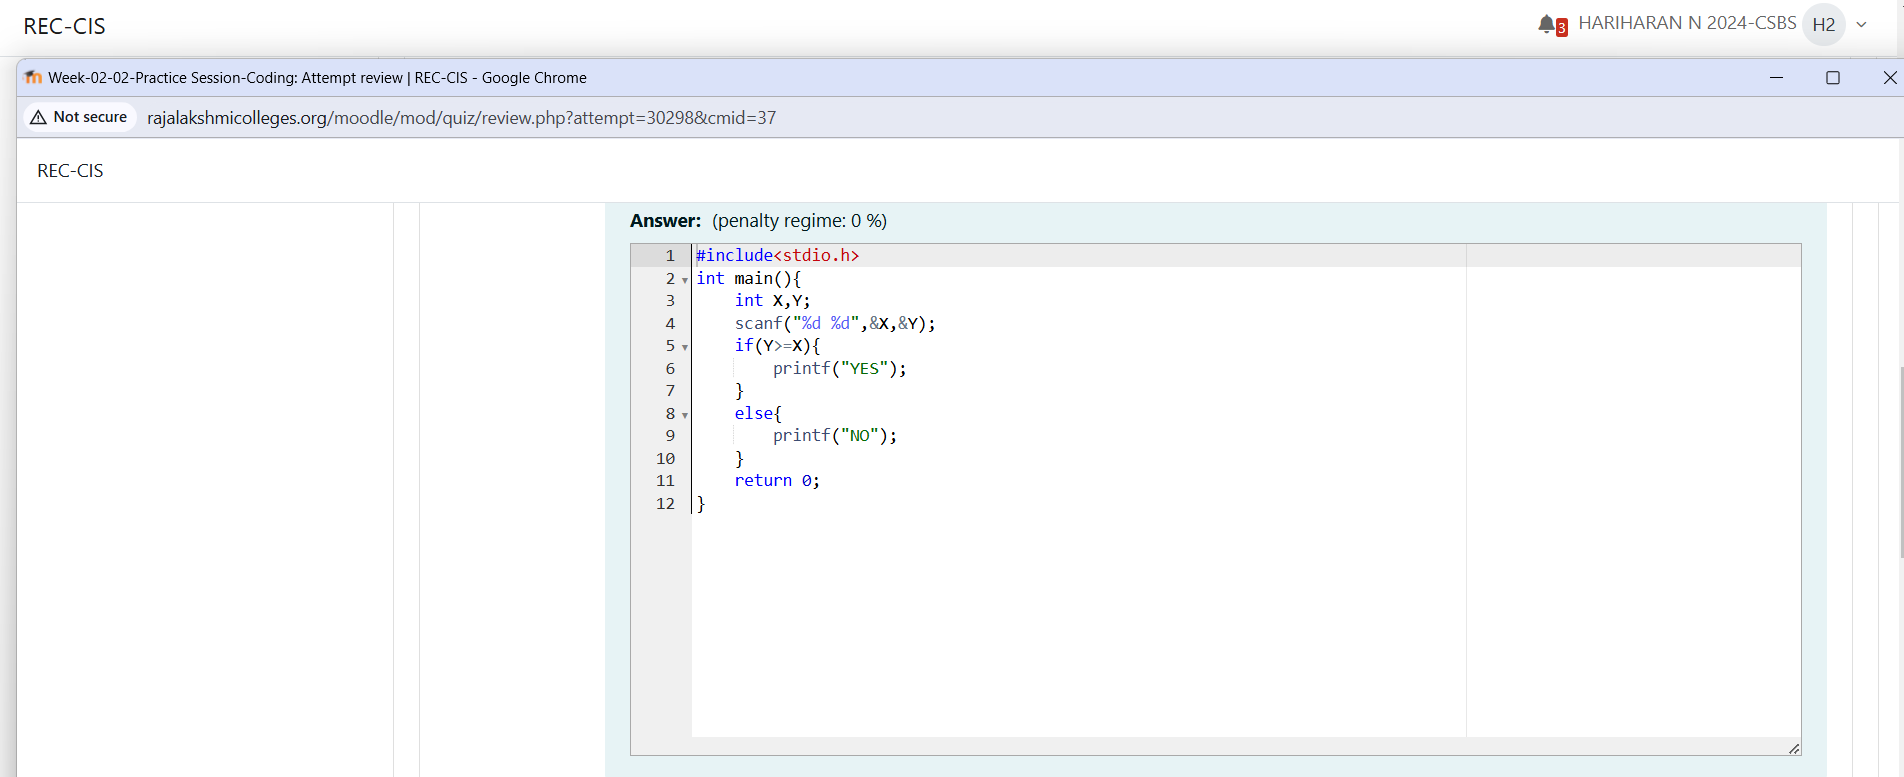 REC-CIS
3 HARIHARAN N 2024-CSBS H2
Week-02-02-Practice Session-Coding: Attempt review | REC-CIS - Google Chrome
Not secure rajalakshmicolleges.org/moodle/mod/quiz/review.php?attempt=30298&cmid=37
REC-CIS
Answer: (penalty regime: 0 %)
1 #include<stdio.h>
2 int main(){
3     int X,Y;
4     scanf("%d %d",&X,&Y);
5     if(Y>=X){
6         printf("YES");
7     }
8     else{
9         printf("NO");
10     }
11     return 0;
12 }